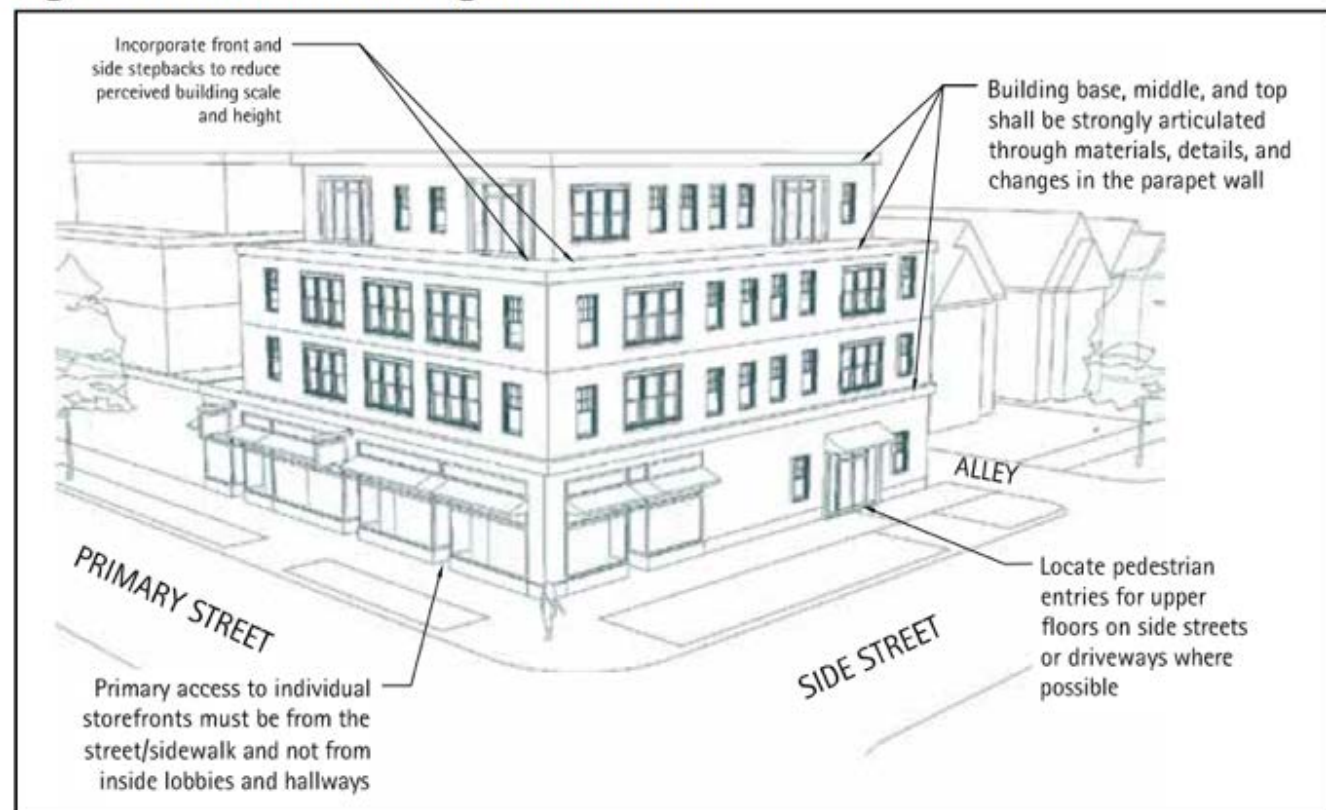 Incorporate front and
side stepbacks to reduce
perceived building scale
and height
Building base, middle, and top
shall be strongly articulated
through materials, details, and
changes in the parapet wall
ALLEY
PRIMARY STREET
SIDE STREET
Locate pedestrian
entries for upper
floors on side streets
or driveways where
possible
Primary access to individual
storefronts must be from the
street/sidewalk and not from
inside lobbies and hallways